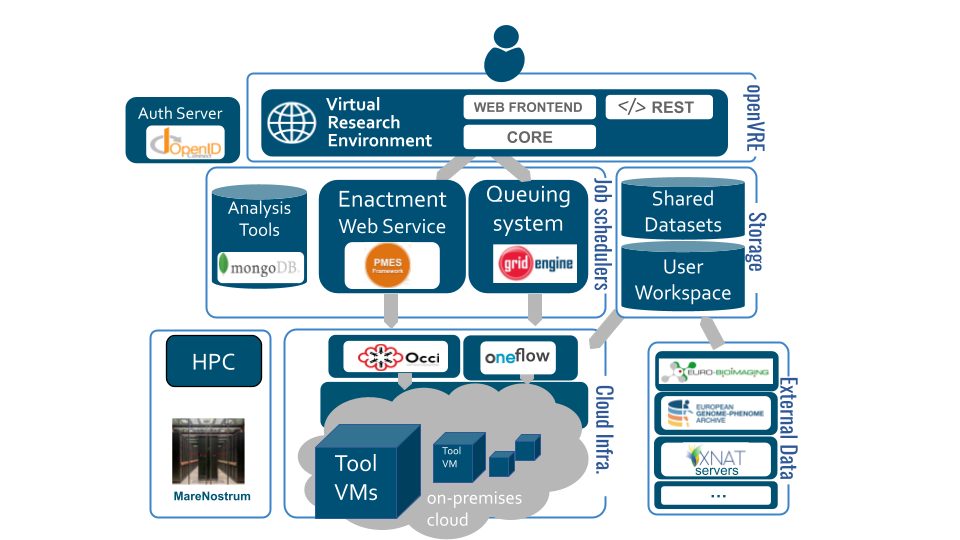 openVRE
Auth Server
OpenID
Connect
Virtual
Research
Environment
WEB FRONTEND
</> REST
CORE
Job schedulers
Analysis
Tools
mongoDB.
Enactment
Web Service
PMES
Framework
Queuing
system
grid engine
Storage
Shared
Datasets
User
Workspace
HPC
MareNostrum
Cloud Infra.
Occi
oneflow
Tool
VMs
Tool
VM
on-premises
cloud
External Data
EURO-BIOIMAGING
EUROPEAN
GENOME-PHENOME
ARCHIVE
XNAT
servers
...